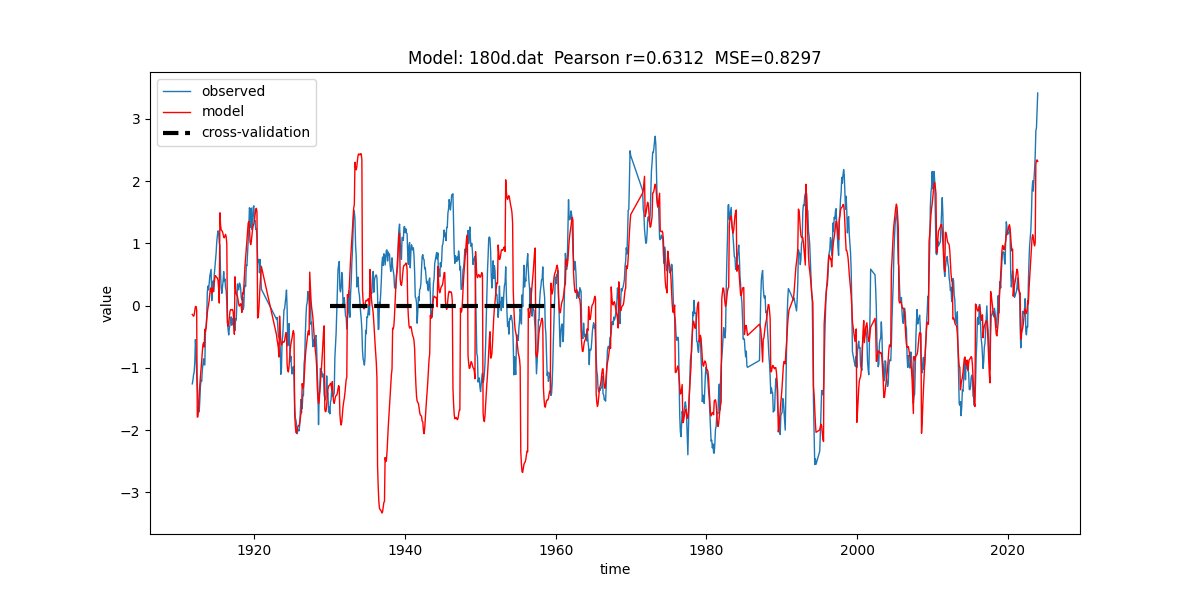 Model: 180d.dat  Pearson r=0.6312  MSE=0.8297
observed
model
cross-validation
3
2
1
0
−1
−2
−3
value
1920 1940 1960 1980 2000 2020
time